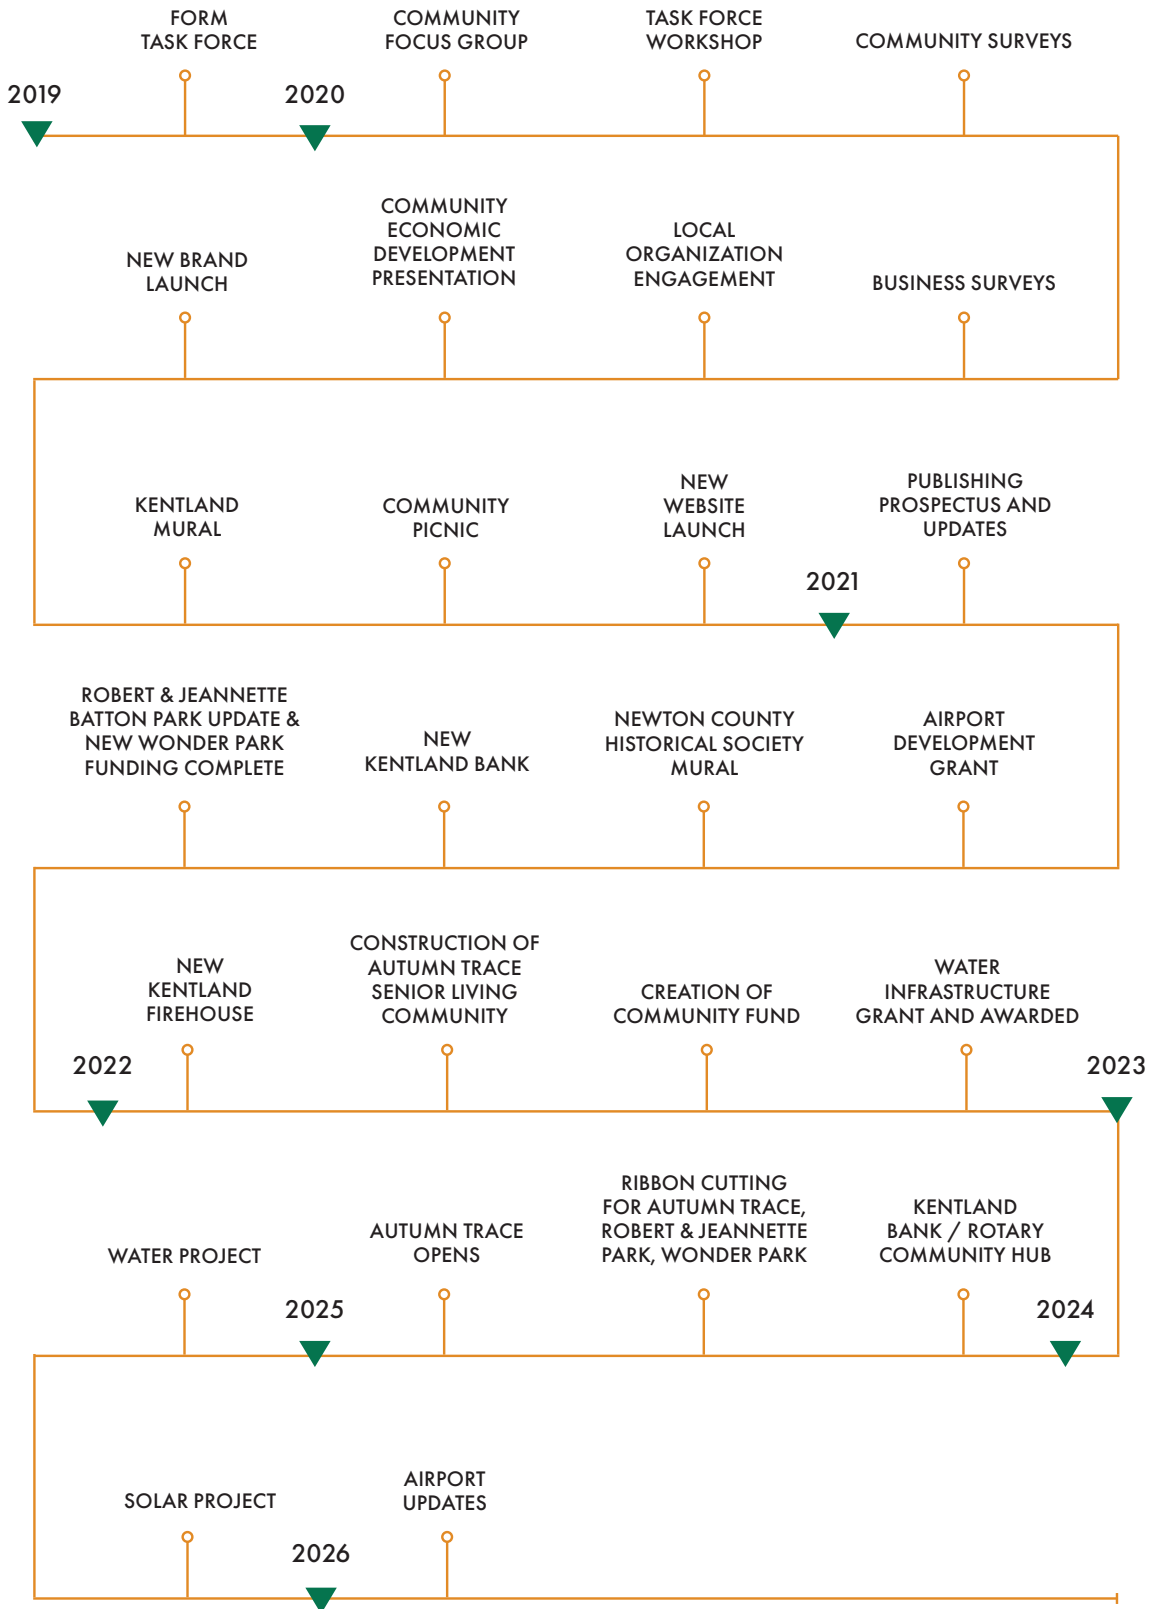 FORM
TASK FORCE
COMMUNITY
FOCUS GROUP
TASK FORCE
WORKSHOP
COMMUNITY SURVEYS
2019
2020
NEW BRAND
LAUNCH
COMMUNITY
ECONOMIC
DEVELOPMENT
PRESENTATION
LOCAL
ORGANIZATION
ENGAGEMENT
BUSINESS SURVEYS
KENTLAND
MURAL
COMMUNITY
PICNIC
NEW
WEBSITE
LAUNCH
2021
PUBLISHING
PROSPECTUS AND
UPDATES
ROBERT & JEANNETTE
BATTON PARK UPDATE &
NEW WONDER PARK
FUNDING COMPLETE
NEW
KENTLAND BANK
NEWTON COUNTY
HISTORICAL SOCIETY
MURAL
AIRPORT
DEVELOPMENT
GRANT
2022
NEW
KENTLAND
FIREHOUSE
CONSTRUCTION OF
AUTUMN TRACE
SENIOR LIVING
COMMUNITY
CREATION OF
COMMUNITY FUND
WATER
INFRASTRUCTURE
GRANT AND AWARDED
2023
WATER PROJECT
2025
AUTUMN TRACE
OPENS
RIBBON CUTTING
FOR AUTUMN TRACE,
ROBERT & JEANNETTE
PARK, WONDER PARK
KENTLAND
BANK / ROTARY
COMMUNITY HUB
2024
SOLAR PROJECT
2026
AIRPORT
UPDATES